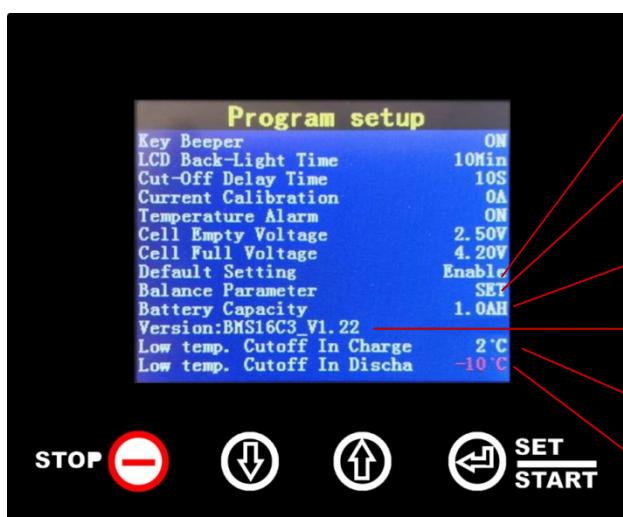 Program setup
Key Beeper ON
LCD Back-Light Time 10Min
Cut-Off Delay Time 10S
Current Calibration 0A
Temperature Alarm ON
Cell Empty Voltage 2.50V
Cell Full Voltage 4.20V
Default Setting Enable
Balance Parameter SET
Battery Capacity 1.0AH
Version:BMS16C3_V1.22
Low temp. Cutoff In Charge 2°C
Low temp. Cutoff In Discha -10°C
STOP
SET
START